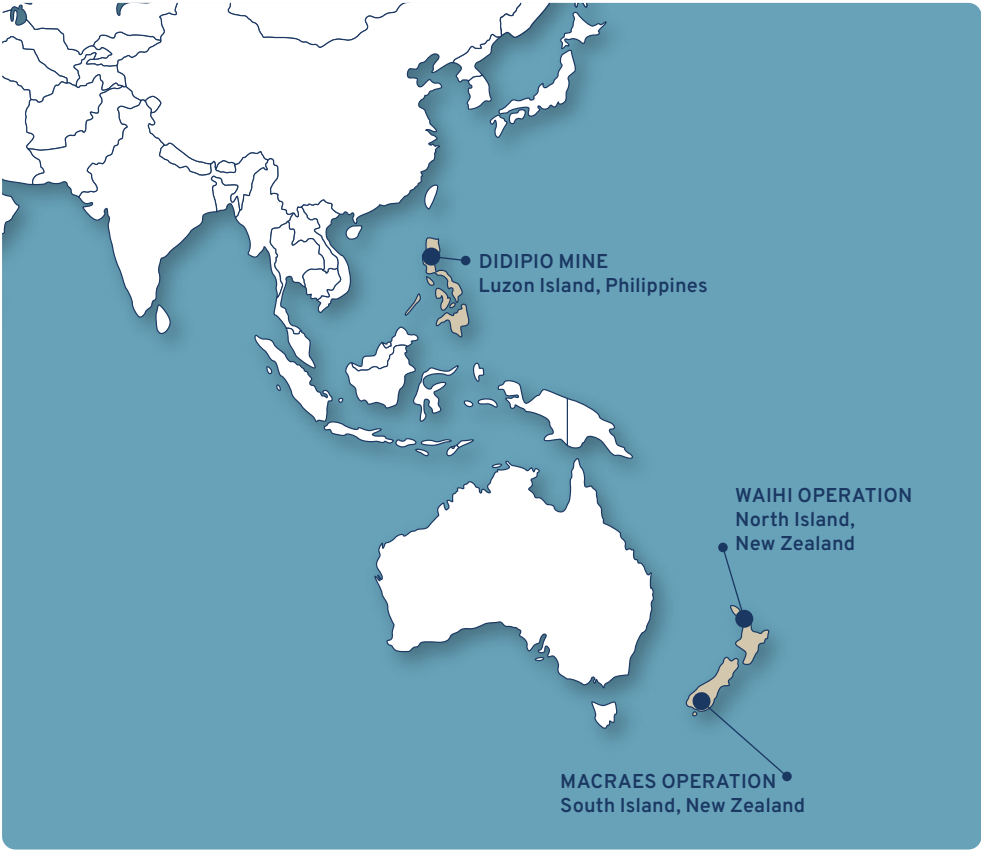 DIDIPIO MINE
Luzon Island, Philippines
WAIHI OPERATION
North Island,
New Zealand
MACRAES OPERATION
South Island, New Zealand